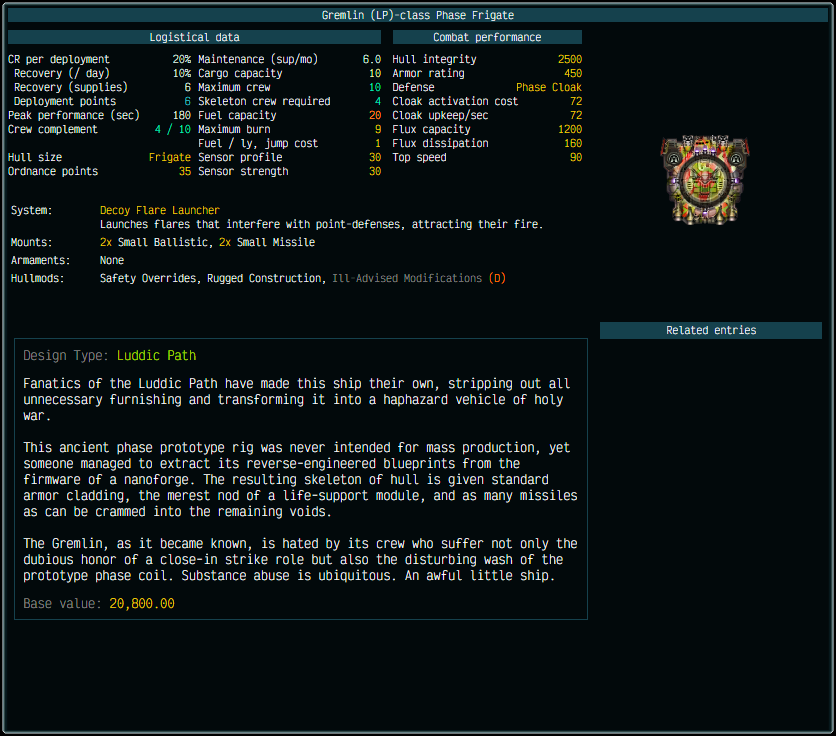 Gremlin (LP)-class Phase Frigate
Logistical data
Combat performance
CR per deployment 20% Maintenance (sup/mo) 6.0 Hull integrity 2500
Recovery (/ day) 10% Cargo capacity 10 Armor rating 450
Recovery (supplies) 6 Maximum crew 10 Defense Phase Cloak
Deployment points 6 Skeleton crew required 4 Cloak activation cost 72
Peak performance (sec) 180 Fuel capacity 20 Cloak upkeep/sec 72
Crew complement 4 / 10 Maximum burn 9 Flux capacity 1200
Fuel / ly, jump cost 1 Flux dissipation 160
Hull size Frigate Sensor profile 30 Top speed 90
Ordnance points 35 Sensor strength 30
System: Decoy Flare Launcher
Launches flares that interfere with point-defenses, attracting their fire.
Mounts: 2x Small Ballistic, 2x Small Missile
Armaments: None
Hullmods: Safety Overrides, Rugged Construction, Ill-Advised Modifications (D)
Related entries
Design Type: Luddic Path
Fanatics of the Luddic Path have made this ship their own, stripping out all
unnecessary furnishing and transforming it into a haphazard vehicle of holy
war.
This ancient phase prototype rig was never intended for mass production, yet
someone managed to extract its reverse-engineered blueprints from the
firmware of a nanoforge. The resulting skeleton of hull is given standard
armor cladding, the merest nod of a life-support module, and as many missiles
as can be crammed into the remaining voids.
The Gremlin, as it became known, is hated by its crew who suffer not only the
dubious honor of a close-in strike role but also the disturbing wash of the
prototype phase coil. Substance abuse is ubiquitous. An awful little ship.
Base value: 20,800.00